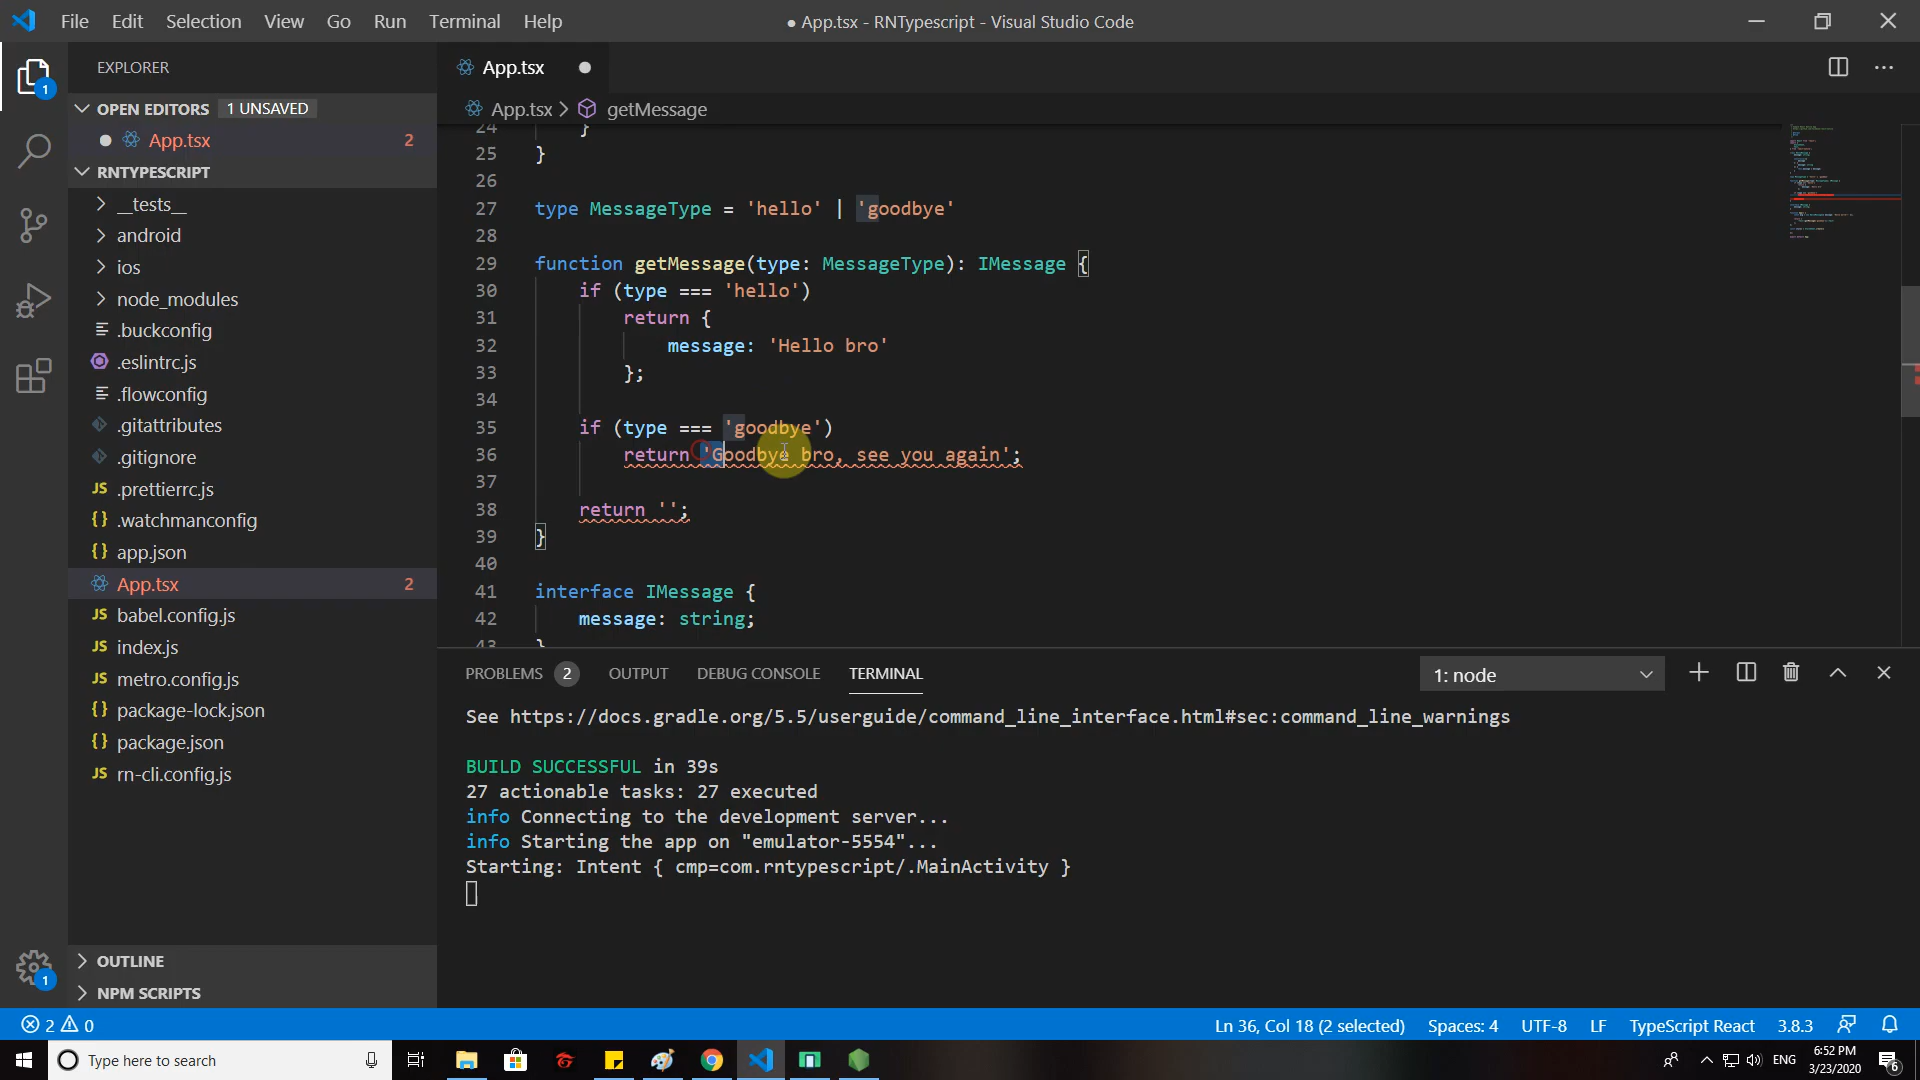 File Edit Selection View Go Run Terminal Help
● App.tsx - RNTypescript - Visual Studio Code
EXPLORER
OPEN EDITORS 1 UNSAVED
App.tsx 2
RNTYPESCRIPT
__tests__
android
ios
node_modules
.buckconfig
.eslintrc.js
.flowconfig
.gitattributes
.gitignore
JS .prettierrc.js
{} .watchmanconfig
{} app.json
App.tsx 2
JS babel.config.js
JS index.js
JS metro.config.js
{} package-lock.json
{} package.json
JS rn-cli.config.js
OUTLINE
NPM SCRIPTS
1
1
App.tsx ●
App.tsx > getMessage
24 }
25 }
26
27 type MessageType = 'hello' | 'goodbye'
28
29 function getMessage(type: MessageType): IMessage {
30 if (type === 'hello')
31 return {
32 message: 'Hello bro'
33 };
34
35 if (type === 'goodbye')
36 return 'Goodbye bro, see you again';
37
38 return '';
39 }
40
41 interface IMessage {
42 message: string;
43 }
PROBLEMS 2 OUTPUT DEBUG CONSOLE TERMINAL
1: node
See https://docs.gradle.org/5.5/userguide/command_line_interface.html#sec:command_line_warnings
BUILD SUCCESSFUL in 39s
27 actionable tasks: 27 executed
info Connecting to the development server...
info Starting the app on "emulator-5554"...
Starting: Intent { cmp=com.rntypescript/.MainActivity }
2 0
Ln 36, Col 18 (2 selected) Spaces: 4 UTF-8 LF TypeScript React 3.8.3
Type here to search
ENG
6:52 PM
3/23/2020
6